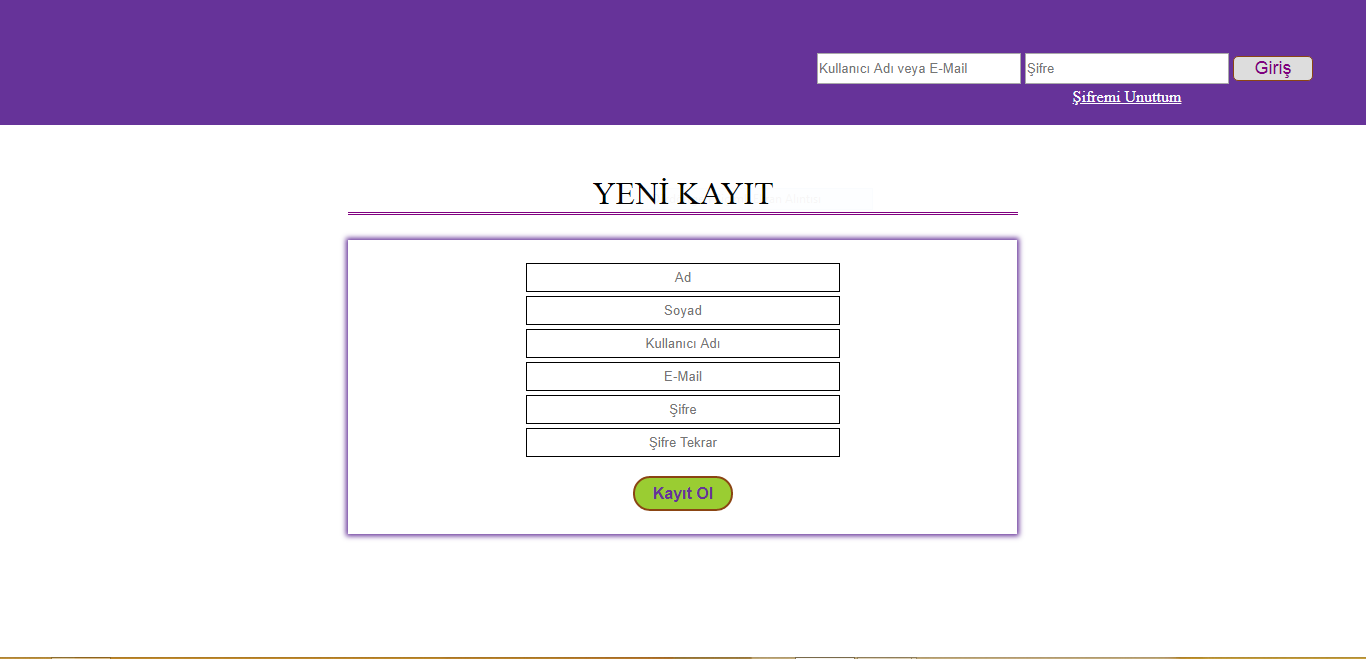 Kullanıcı Adı veya E-Mail Şifre Giriş
Şifremi Unuttum
YENİ KAYIT
Ad
Soyad
Kullanıcı Adı
E-Mail
Şifre
Şifre Tekrar
Kayıt Ol